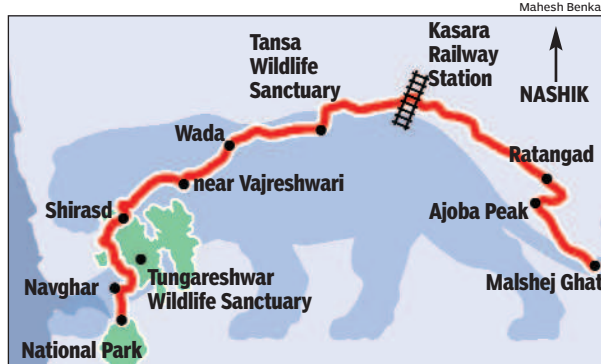 Mahesh Benka
Kasara
Railway
Station
Tansa
Wildlife
Sanctuary
NASHIK
Wada
Ratangad
near Vajreshwari
Ajoba Peak
Shirasd
Malshej Ghat
Tungareshwar
Wildlife Sanctuary
Navghar
National Park